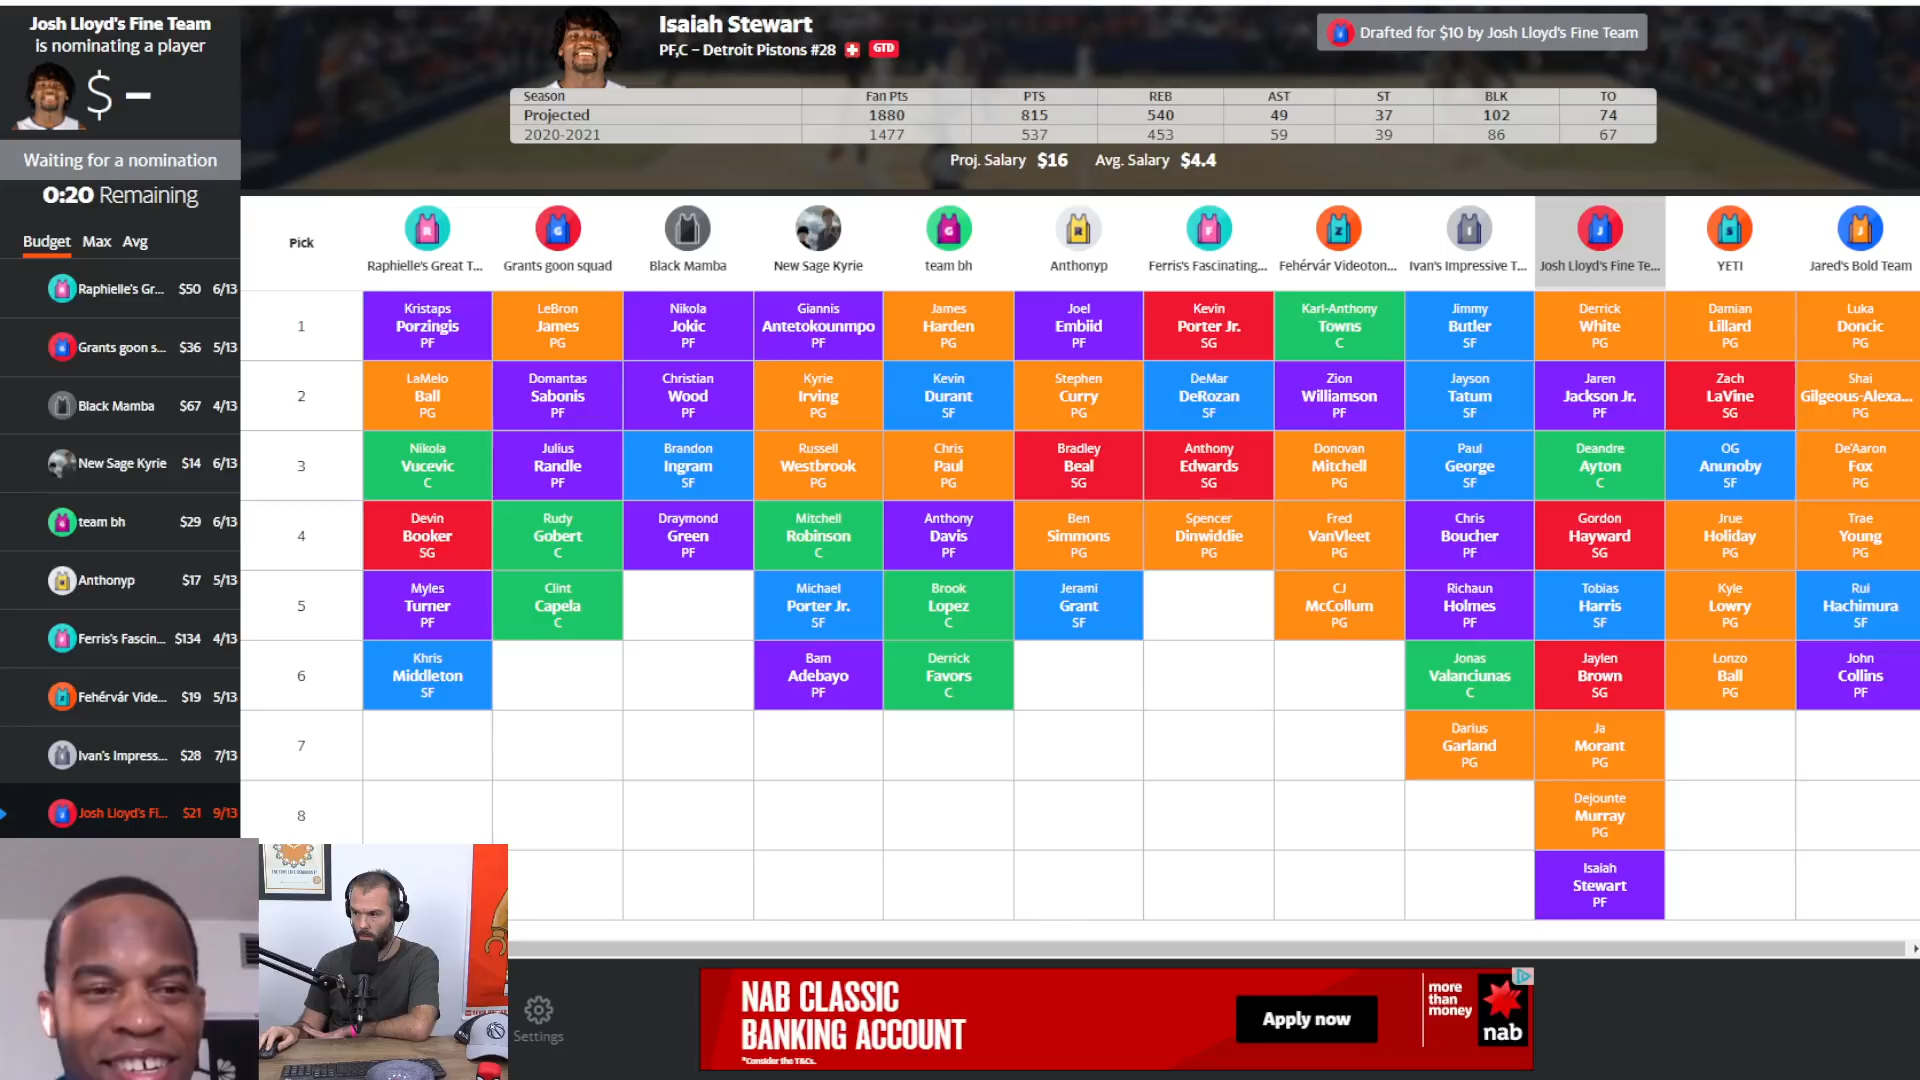 Josh Lloyd's Fine Team
is nominating a player
$ –
Waiting for a nomination
0:20 Remaining
Budget Max Avg
Raphielle's Gr... $50 6/13
Grants goon s... $36 5/13
Black Mamba $67 4/13
New Sage Kyrie $14 6/13
team bh $29 6/13
Anthonyp $17 5/13
Ferris's Fascin... $134 4/13
Fehérvár Vide... $19 5/13
Ivan's Impress... $28 7/13
Josh Lloyd's Fi... $21 9/13
Isaiah Stewart
PF,C – Detroit Pistons #28 GTD
Drafted for $10 by Josh Lloyd's Fine Team
Season Fan Pts PTS REB AST ST BLK TO
Projected 1880 815 540 49 37 102 74
2020-2021 1477 537 453 59 39 86 67
Proj. Salary $16 Avg. Salary $4.4
R G G R F Z I J S J
Pick Raphielle's Great T... Grants goon squad Black Mamba New Sage Kyrie team bh Anthonyp Ferris's Fascinating... Fehérvár Videoton... Ivan's Impressive T... Josh Lloyd's Fine Te... YETI Jared's Bold Team
Kristaps LeBron Nikola Giannis James Joel Kevin Karl-Anthony Jimmy Derrick Damian Luka
1 Porzingis James Jokic Antetokounmpo Harden Embiid Porter Jr. Towns Butler White Lillard Doncic
PF PG PF PF PG PF SG C SF PG PG PG
LaMelo Domantas Christian Kyrie Kevin Stephen DeMar Zion Jayson Jaren Zach Shai
2 Ball Sabonis Wood Irving Durant Curry DeRozan Williamson Tatum Jackson Jr. LaVine Gilgeous-Alexa...
PG PF PF PG SF PG SF PF SF PF SG PG
Nikola Julius Brandon Russell Chris Bradley Anthony Donovan Paul Deandre OG De'Aaron
3 Vucevic Randle Ingram Westbrook Paul Beal Edwards Mitchell George Ayton Anunoby Fox
C PF SF PG PG SG SG PG SF C SF PG
Devin Rudy Draymond Mitchell Anthony Ben Spencer Fred Chris Gordon Jrue Trae
4 Booker Gobert Green Robinson Davis Simmons Dinwiddie VanVleet Boucher Hayward Holiday Young
SG C PF C PF PG PG PG PF SG PG PG
Myles Clint Michael Brook Jerami CJ Richaun Tobias Kyle Rui
5 Turner Capela Porter Jr. Lopez Grant McCollum Holmes Harris Lowry Hachimura
PF C SF C SF PG PF SF PG SF
Khris Bam Derrick Jonas Jaylen Lonzo John
6 Middleton Adebayo Favors Valanciunas Brown Ball Collins
SF PF C C SG PG PF
Darius Ja
7 Garland Morant
PG PG
Dejounte
8 Murray
PG
Isaiah
Stewart
PF
Settings
NAB CLASSIC
BANKING ACCOUNT
*Consider the T&Cs.
Apply now
more
than
money
nab